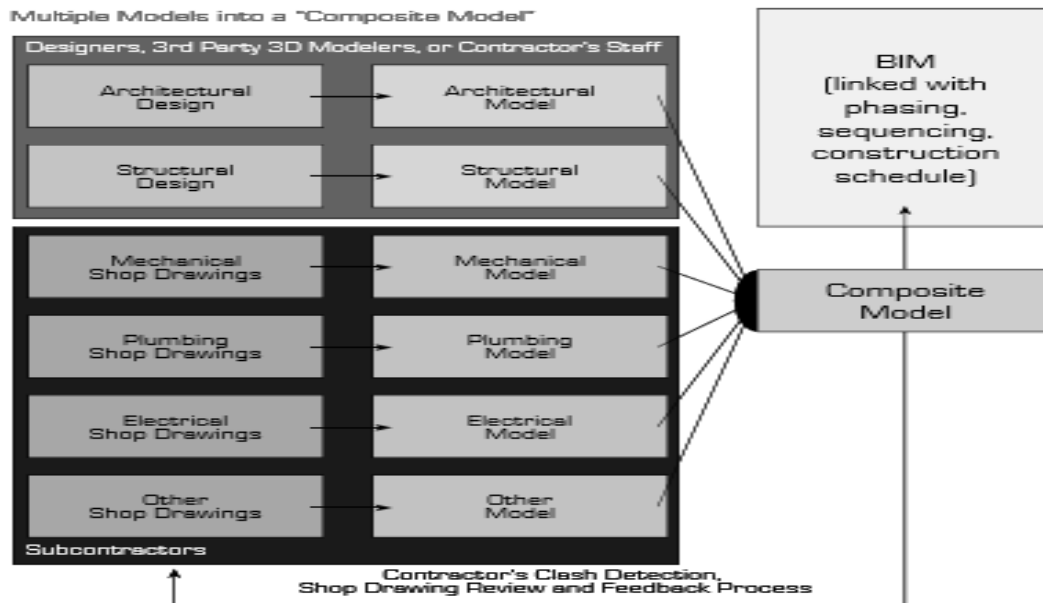 Multiple Models into a "Composite Model"
Designers, 3rd Party 3D Modelers, or Contractor's Staff
Architectural
Design
Architectural
Model
Structural
Design
Structural
Model
Mechanical
Shop Drawings
Mechanical
Model
Plumbing
Shop Drawings
Plumbing
Model
Electrical
Shop Drawings
Electrical
Model
Other
Shop Drawings
Other
Model
Subcontractors
BIM
(linked with
phasing,
sequencing,
construction
schedule)
Composite
Model
Contractor's Clash Detection,
Shop Drawing Review and Feedback Process